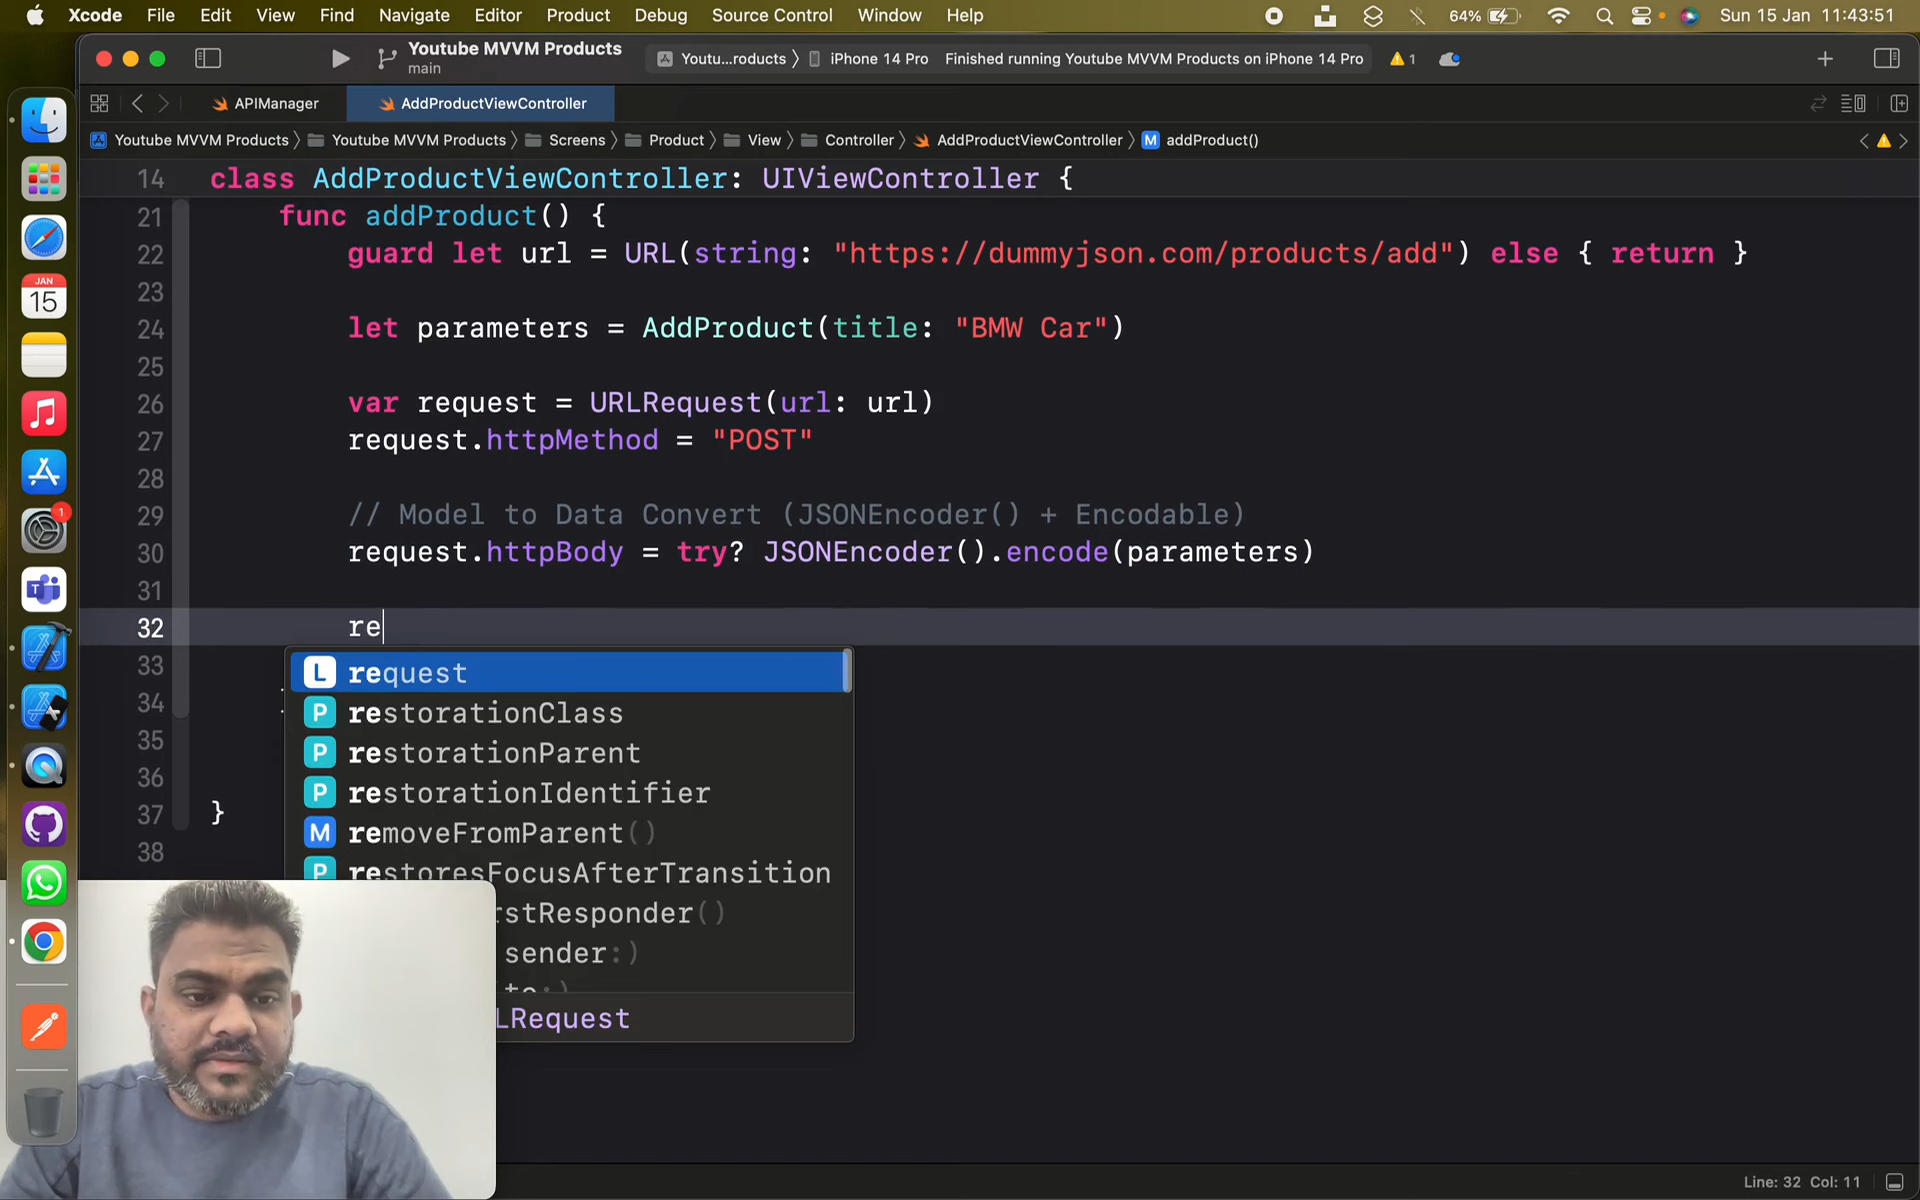 Xcode File Edit View Find Navigate Editor Product Debug Source Control Window Help 64% Sun 15 Jan 11:43:51
Youtube MVVM Products
main
Youtu...roducts iPhone 14 Pro Finished running Youtube MVVM Products on iPhone 14 Pro 1
APIManager AddProductViewController
Youtube MVVM Products Youtube MVVM Products Screens Product View Controller AddProductViewController M addProduct()
14 class AddProductViewController: UIViewController {
21 func addProduct() {
22 guard let url = URL(string: "https://dummyjson.com/products/add") else { return }
23
24 let parameters = AddProduct(title: "BMW Car")
25
26 var request = URLRequest(url: url)
27 request.httpMethod = "POST"
28
29 // Model to Data Convert (JSONEncoder() + Encodable)
30 request.httpBody = try? JSONEncoder().encode(parameters)
31
32 re
33
34
35
36
37 }
38
L request
P restorationClass
P restorationParent
P restorationIdentifier
M removeFromParent()
P restoresFocusAfterTransition
rstResponder()
sender:)
LRequest
JAN
15
1
Line: 32 Col: 11